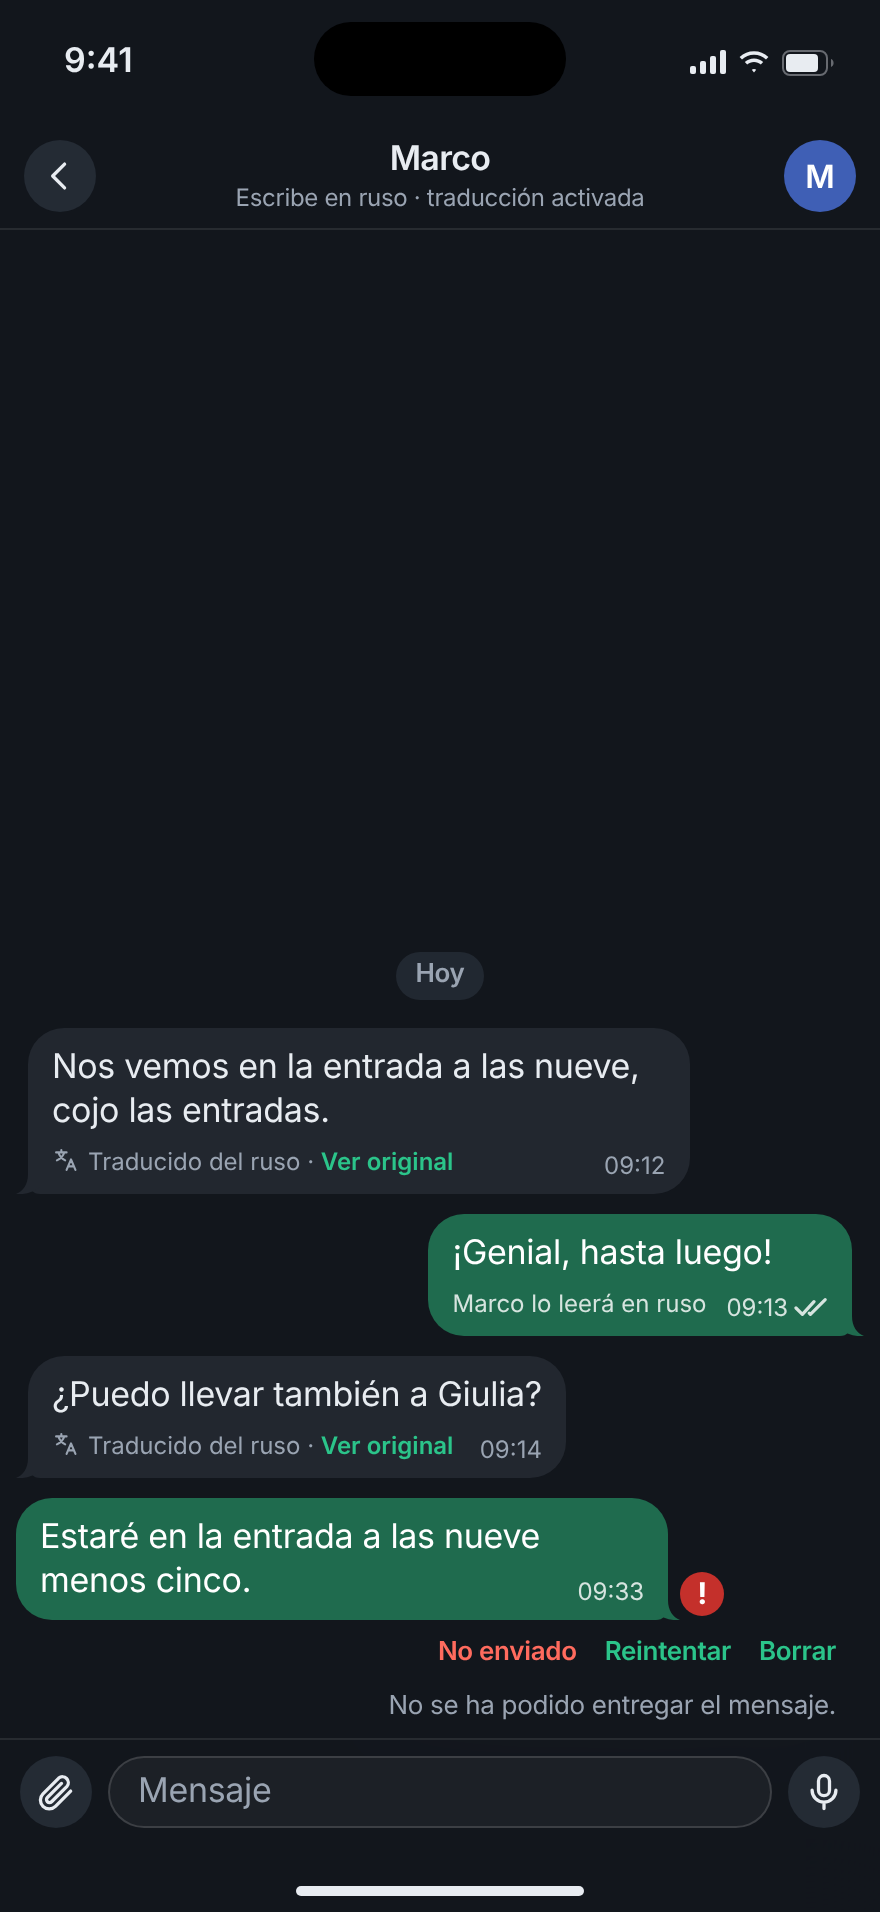 9:41
Marco
Escribe en ruso · traducción activada
M
Hoy
Nos vemos en la entrada a las nueve,
cojo las entradas.
Traducido del ruso · Ver original 09:12
¡Genial, hasta luego!
Marco lo leerá en ruso 09:13
¿Puedo llevar también a Giulia?
Traducido del ruso · Ver original 09:14
Estaré en la entrada a las nueve
menos cinco. 09:33
No enviado Reintentar Borrar
No se ha podido entregar el mensaje.
Mensaje